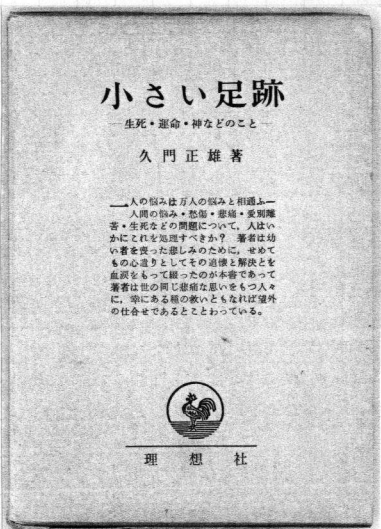 小さい足跡
―生死・運命・神などのこと―
久門正雄著
一人の悩みは万人の悩みと相通ふ―
人間の悩み・愁傷・悲痛・愛別離
苦・生死などの問題について，人はい
かにこれを処理すべきか？　著者は幼
い者を喪った悲しみのために，せめて
もの心遣りとしてその追懐と解決とを
血涙をもって綴ったのが本書であって
著者は世の同じ悲痛な思いをもつ人々
に，幸にある種の救いともなれば望外
の仕合せであるとことわっている。
理想社